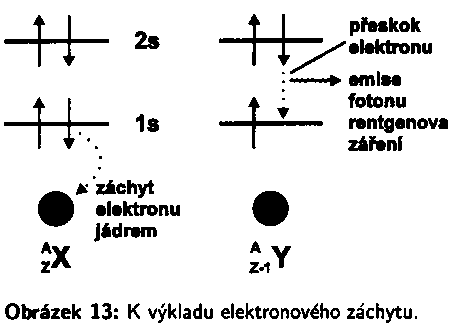 2s
1s
přeskok
elektronu
emise
fotonu
rentgenova
záření
záchyt
elektronu
jádrem
A
Z X
A
Z-1 Y
Obrázek 13: K výkladu elektronového záchytu.